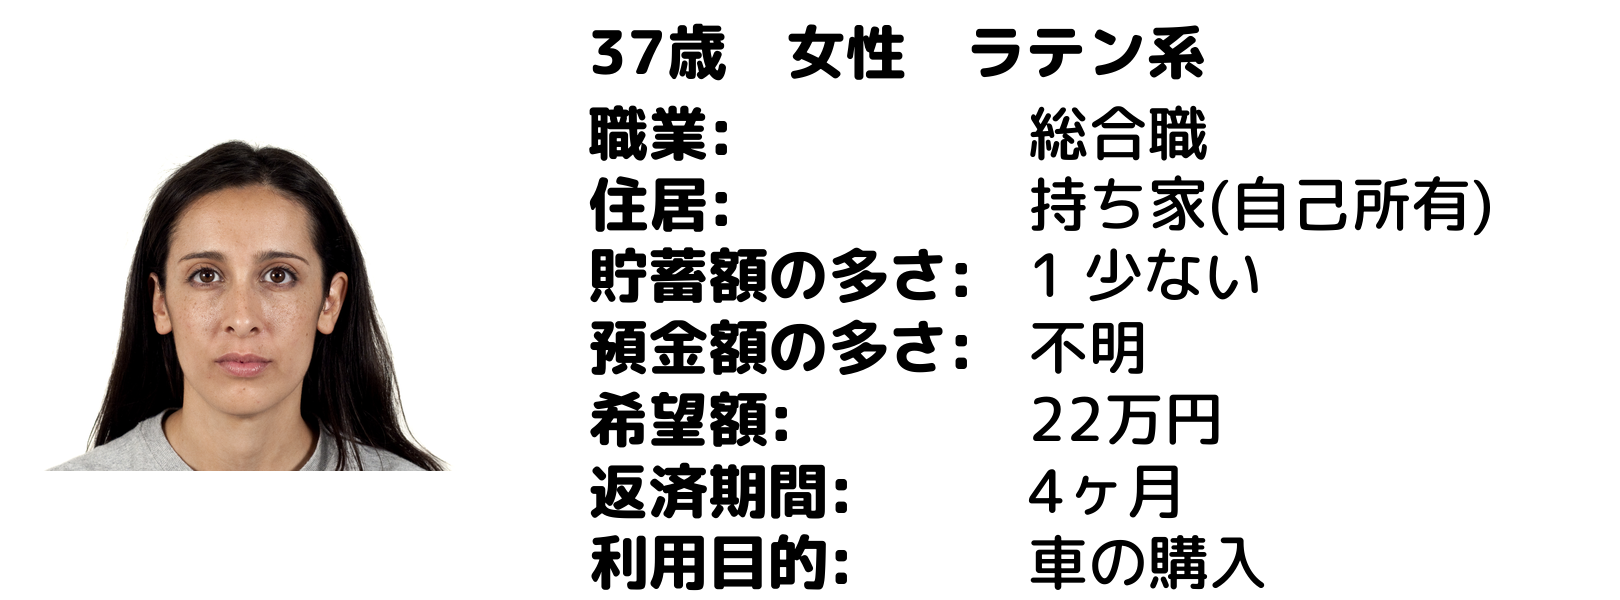 37歳　女性　ラテン系
職業: 総合職
住居: 持ち家(自己所有)
貯蓄額の多さ: 1 少ない
預金額の多さ: 不明
希望額: 22万円
返済期間: 4ヶ月
利用目的: 車の購入